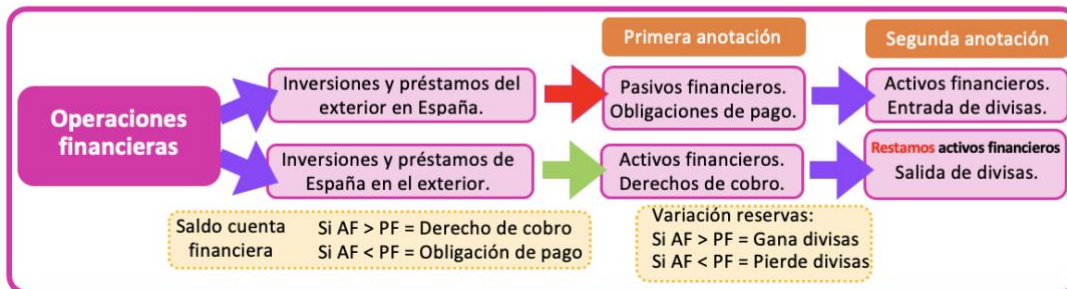 Primera anotación
Segunda anotación
Operaciones
financieras
Inversiones y préstamos del
exterior en España.
Pasivos financieros.
Obligaciones de pago.
Activos financieros.
Entrada de divisas.
Inversiones y préstamos de
España en el exterior.
Activos financieros.
Derechos de cobro.
Restamos activos financieros
Salida de divisas.
Saldo cuenta
financiera
Si AF > PF = Derecho de cobro
Si AF < PF = Obligación de pago
Variación reservas:
Si AF > PF = Gana divisas
Si AF < PF = Pierde divisas